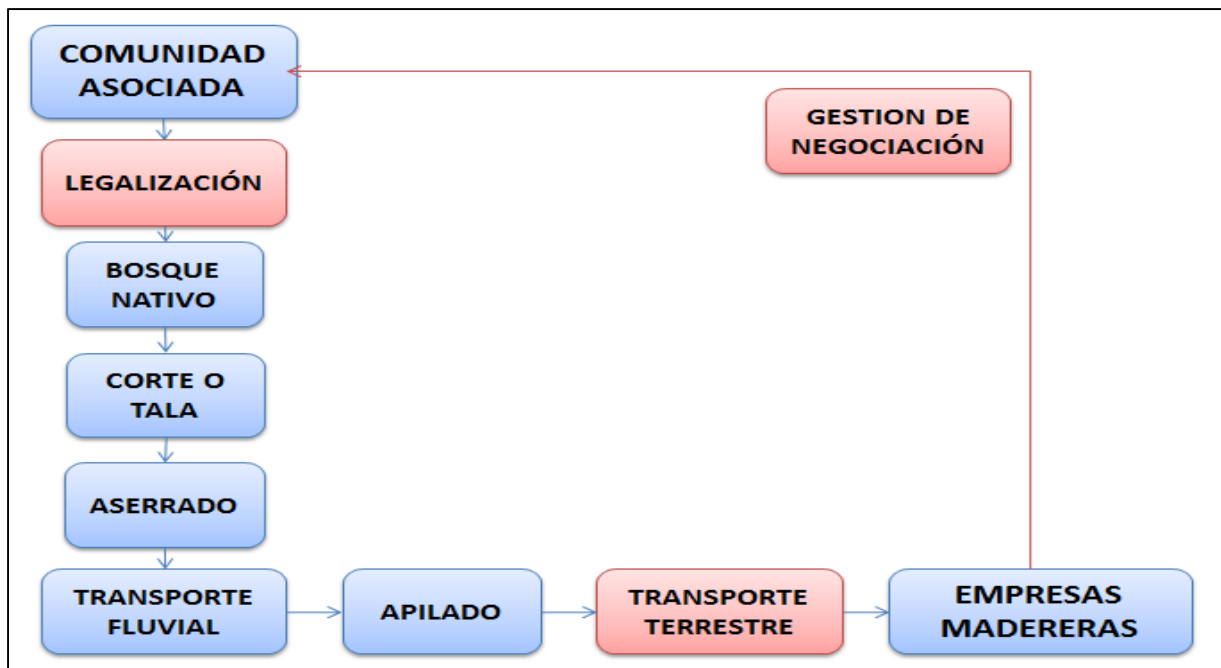 COMUNIDAD
ASOCIADA
GESTION DE
NEGOCIACIÓN
LEGALIZACIÓN
BOSQUE
NATIVO
CORTE O
TALA
ASERRADO
TRANSPORTE
FLUVIAL
APILADO
TRANSPORTE
TERRESTRE
EMPRESAS
MADERERAS